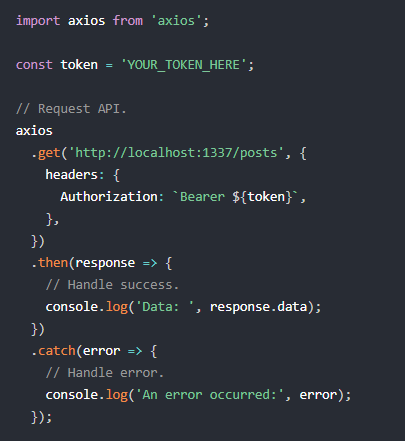 import axios from 'axios';
const token = 'YOUR_TOKEN_HERE';
// Request API.
axios
  .get('http://localhost:1337/posts', {
    headers: {
      Authorization: `Bearer ${token}`,
    },
  })
  .then(response => {
    // Handle success.
    console.log('Data: ', response.data);
  })
  .catch(error => {
    // Handle error.
    console.log('An error occurred:', error);
  });